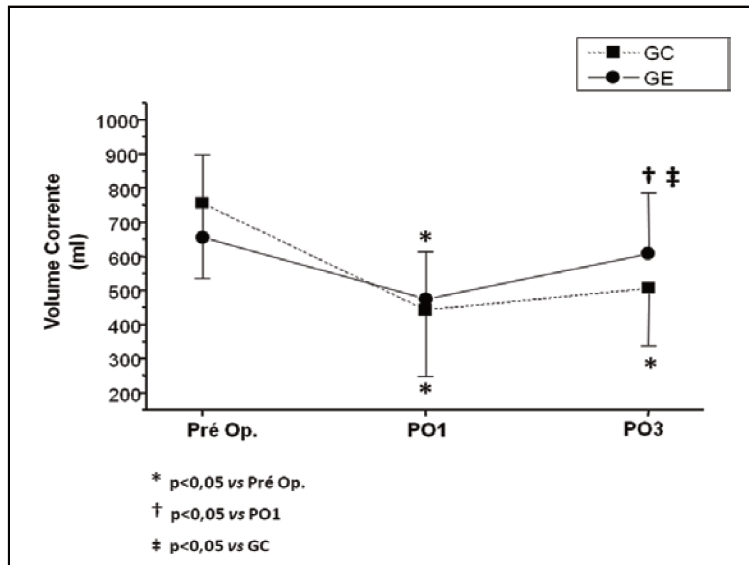 GC
GE
1000
900
800
700
600
500
400
300
200
Volume Corrente
(ml)
† ‡
*
*
*
Pré Op.
PO1
PO3
* p<0,05 vs Pré Op.
† p<0,05 vs PO1
‡ p<0,05 vs GC